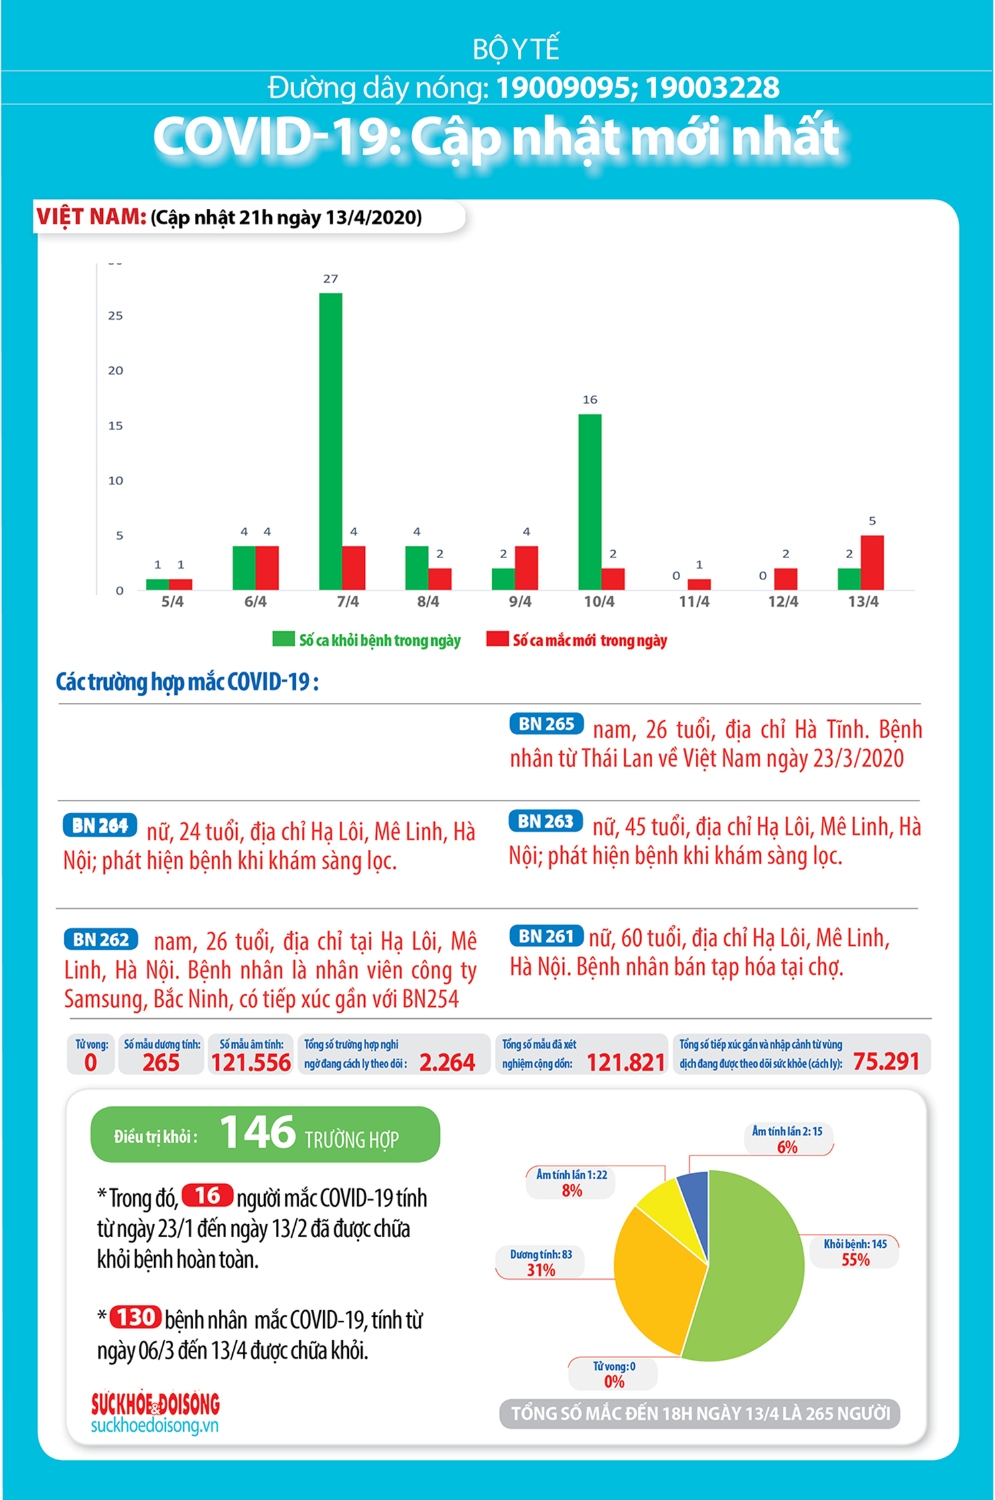 BỘ Y TẾ
Đường dây nóng: 19009095; 19003228
COVID-19: Cập nhật mới nhất
VIỆT NAM: (Cập nhật 21h ngày 13/4/2020)
27
25
20
16
15
10
5
5
4 4 4 4 4
2 2 2 2 2
1 1 0 1 0
0
5/4 6/4 7/4 8/4 9/4 10/4 11/4 12/4 13/4
Số ca khỏi bệnh trong ngày Số ca mắc mới trong ngày
Các trường hợp mắc COVID-19 :
BN 265 nam, 26 tuổi, địa chỉ Hà Tĩnh. Bệnh
nhân từ Thái Lan về Việt Nam ngày 23/3/2020
BN 264 nữ, 24 tuổi, địa chỉ Hạ Lôi, Mê Linh, Hà
Nội; phát hiện bệnh khi khám sàng lọc.
BN 263 nữ, 45 tuổi, địa chỉ Hạ Lôi, Mê Linh, Hà
Nội; phát hiện bệnh khi khám sàng lọc.
BN 262 nam, 26 tuổi, địa chỉ tại Hạ Lôi, Mê
Linh, Hà Nội. Bệnh nhân là nhân viên công ty
Samsung, Bắc Ninh, có tiếp xúc gần với BN254
BN 261 nữ, 60 tuổi, địa chỉ Hạ Lôi, Mê Linh,
Hà Nội. Bệnh nhân bán tạp hóa tại chợ.
Tử vong:
0
Số mẫu dương tính:
265
Số mẫu âm tính:
121.556
Tổng số trường hợp nghi
ngờ đang cách ly theo dõi : 2.264
Tổng số mẫu đã xét
nghiệm cộng dồn: 121.821
Tổng số tiếp xúc gần và nhập cảnh từ vùng
dịch đang được theo dõi sức khỏe (cách ly): 75.291
Điều trị khỏi : 146 TRƯỜNG HỢP
* Trong đó, 16 người mắc COVID-19 tính
từ ngày 23/1 đến ngày 13/2 đã được chữa
khỏi bệnh hoàn toàn.
* 130 bệnh nhân mắc COVID-19, tính từ
ngày 06/3 đến 13/4 được chữa khỏi.
SỨC KHỎE & ĐỜI SỐNG
suckhoedoisong.vn
Âm tính lần 2: 15
6%
Âm tính lần 1: 22
8%
Khỏi bệnh: 145
55%
Dương tính: 83
31%
Tử vong: 0
0%
TỔNG SỐ MẮC ĐẾN 18H NGÀY 13/4 LÀ 265 NGƯỜI